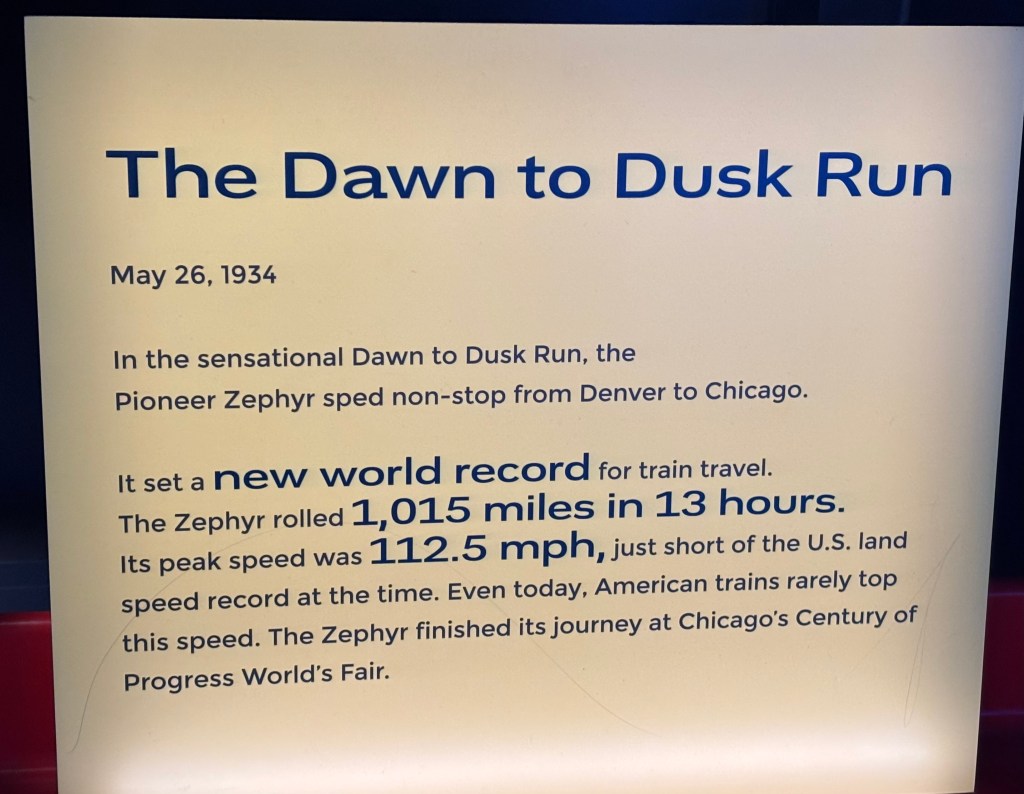 The Dawn to Dusk Run
May 26, 1934
In the sensational Dawn to Dusk Run, the
Pioneer Zephyr sped non-stop from Denver to Chicago.
It set a new world record for train travel.
The Zephyr rolled 1,015 miles in 13 hours.
Its peak speed was 112.5 mph, just short of the U.S. land
speed record at the time. Even today, American trains rarely top
this speed. The Zephyr finished its journey at Chicago's Century of
Progress World's Fair.